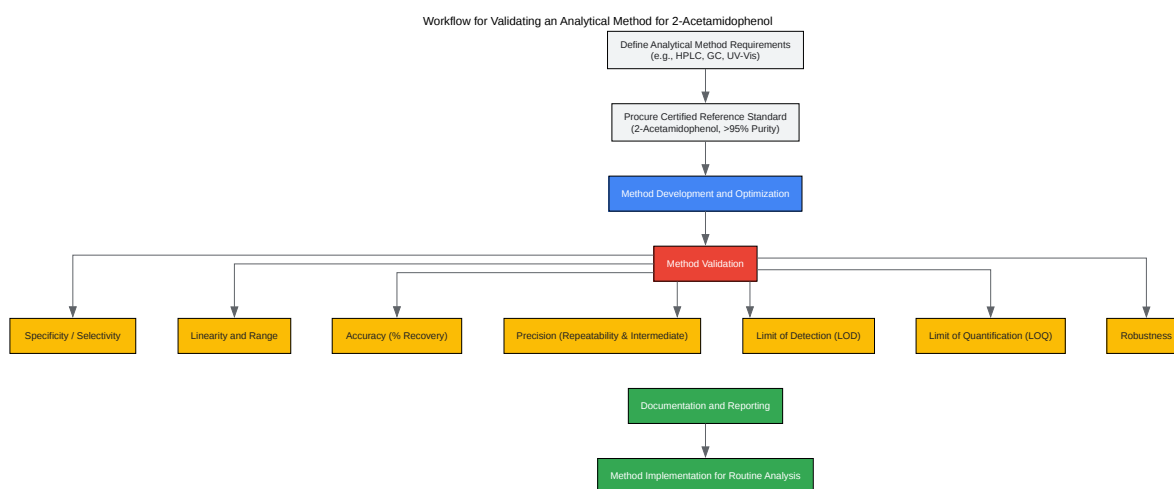 Workflow for Validating an Analytical Method for 2-Acetamidophenol
Define Analytical Method Requirements
(e.g., HPLC, GC, UV-Vis)
Procure Certified Reference Standard
(2-Acetamidophenol, >95% Purity)
Method Development and Optimization
Method Validation
Specificity / Selectivity
Linearity and Range
Accuracy (% Recovery)
Precision (Repeatability & Intermediate)
Limit of Detection (LOD)
Limit of Quantification (LOQ)
Robustness
Documentation and Reporting
Method Implementation for Routine Analysis